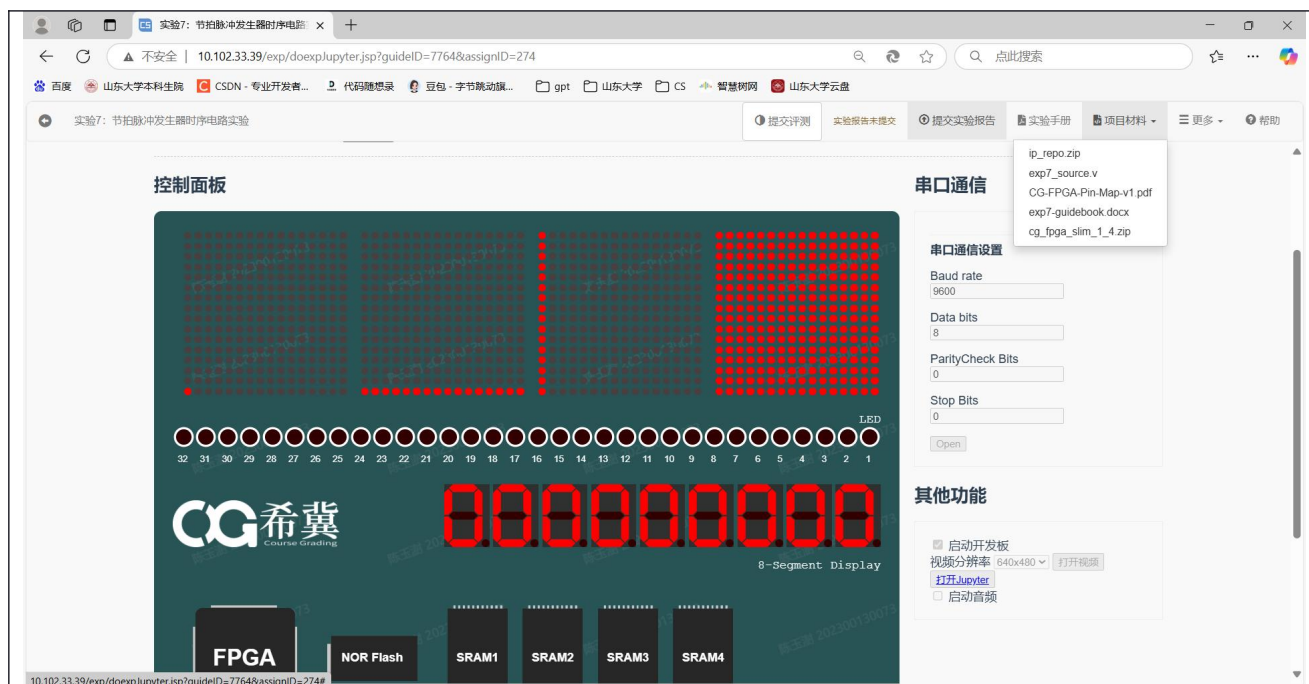 实验7：节拍脉冲发生器时序电路
不安全 10.102.33.39/exp/doexpJupyter.jsp?guideID=7764&assignID=274
点此搜索
百度 山东大学本科生院 CSDN - 专业开发者... 代码随想录 豆包 - 字节跳动旗... gpt 山东大学 CS 智慧树网 山东大学云盘
实验7：节拍脉冲发生器时序电路实验 提交评测 实验报告未提交 提交实验报告 实验手册 项目材料 更多 帮助
ip_repo.zip
exp7_source.v
CG-FPGA-Pin-Map-v1.pdf
exp7-guidebook.docx
cg_fpga_slim_1_4.zip
控制面板
LED
32 31 30 29 28 27 26 25 24 23 22 21 20 19 18 17 16 15 14 13 12 11 10 9 8 7 6 5 4 3 2 1
CG希冀
Course Grading
00000000
8-Segment Display
FPGA
NOR Flash
SRAM1
SRAM2
SRAM3
SRAM4
串口通信
串口通信设置
Baud rate
9600
Data bits
8
ParityCheck Bits
0
Stop Bits
0
Open
其他功能
启动开发板
视频分辨率 640x480 打开视频
打开Jupyter
启动音频
10.102.33.39/exp/doexpJupyter.jsp?guideID=7764&assignID=274#